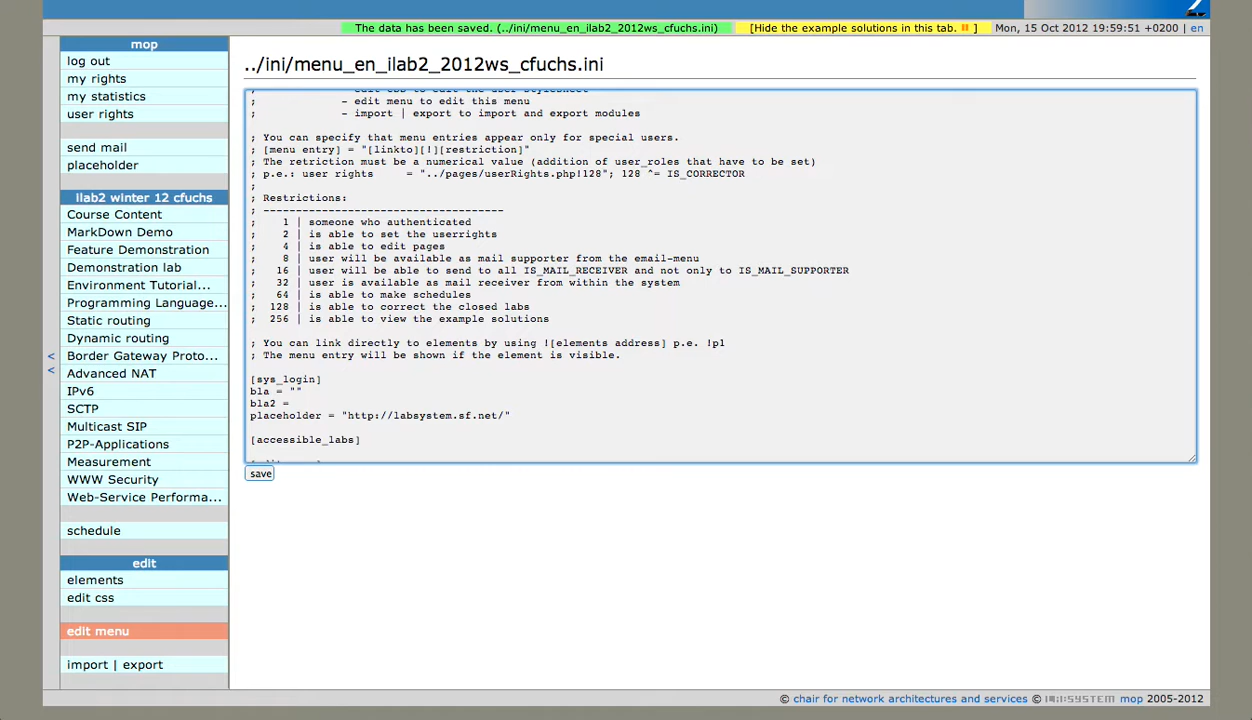 The data has been saved. (../ini/menu_en_ilab2_2012ws_cfuchs.ini)
[Hide the example solutions in this tab. ]
Mon, 15 Oct 2012 19:59:51 +0200 | en
mop
log out
my rights
my statistics
user rights
send mail
placeholder
ilab2 winter 12 cfuchs
Course Content
MarkDown Demo
Feature Demonstration
Demonstration lab
Environment Tutorial...
Programming Language...
Static routing
Dynamic routing
< Border Gateway Proto...
< Advanced NAT
IPv6
SCTP
Multicast SIP
P2P-Applications
Measurement
WWW Security
Web-Service Performa...
schedule
edit
elements
edit css
edit menu
import | export
../ini/menu_en_ilab2_2012ws_cfuchs.ini
; - edit menu to edit this menu
; - import | export to import and export modules
; You can specify that menu entries appear only for special users.
; [menu entry] = "[linkto][!][restriction]"
; The retriction must be a numerical value (addition of user_roles that have to be set)
; p.e.: user rights = "../pages/userRights.php!128"; 128 ^= IS_CORRECTOR
;
; Restrictions:
; ------------------------------------
; 1 | someone who authenticated
; 2 | is able to set the userrights
; 4 | is able to edit pages
; 8 | user will be available as mail supporter from the email-menu
; 16 | user will be able to send to all IS_MAIL_RECEIVER and not only to IS_MAIL_SUPPORTER
; 32 | user is available as mail receiver from within the system
; 64 | is able to make schedules
; 128 | is able to correct the closed labs
; 256 | is able to view the example solutions
; You can link directly to elements by using ![elements address] p.e. !p1
; The menu entry will be shown if the element is visible.
[sys_login]
bla = ""
bla2 =
placeholder = "http://labsystem.sf.net/"
[accessible_labs]
save
© chair for network architectures and services © mop 2005-2012